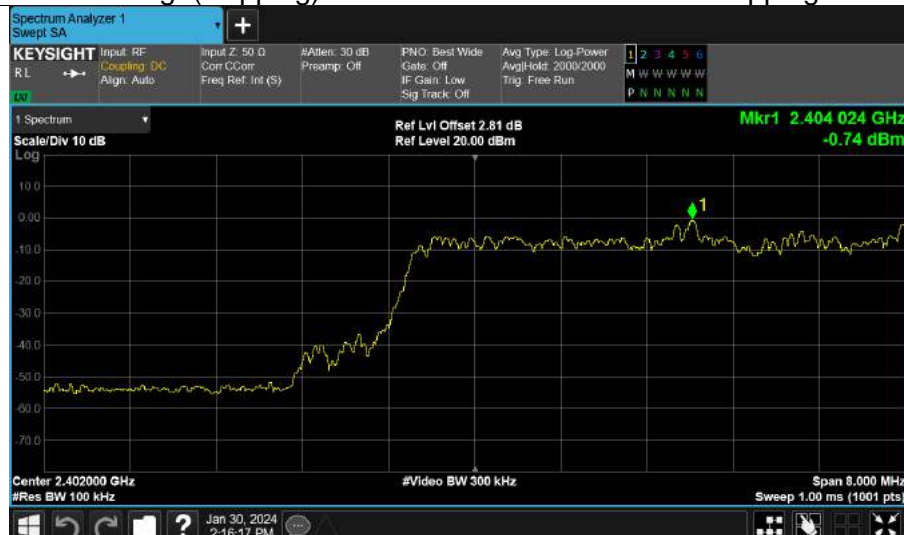 Spectrum Analyzer 1
Swept SA
+
KEYSIGHT
RL
LXI
Input: RF
Coupling: DC
Align: Auto
Input Z: 50 Ω
Corr CCorr
Freq Ref: Int (S)
#Atten: 30 dB
Preamp: Off
PNO: Best Wide
Gate: Off
IF Gain: Low
Sig Track: Off
Avg Type: Log-Power
Avg|Hold: 2000/2000
Trig: Free Run
1 2 3 4 5 6
M W W W W W
P N N N N N
1 Spectrum
Scale/Div 10 dB
Ref Lvl Offset 2.81 dB
Ref Level 20.00 dBm
Mkr1 2.404 024 GHz
-0.74 dBm
Log
10.0
0.00
-10.0
-20.0
-30.0
-40.0
-50.0
-60.0
-70.0
1
Center 2.402000 GHz
#Res BW 100 kHz
#Video BW 300 kHz
Span 8.000 MHz
Sweep 1.00 ms (1001 pts)
?
Jan 30, 2024
2:16:17 PM